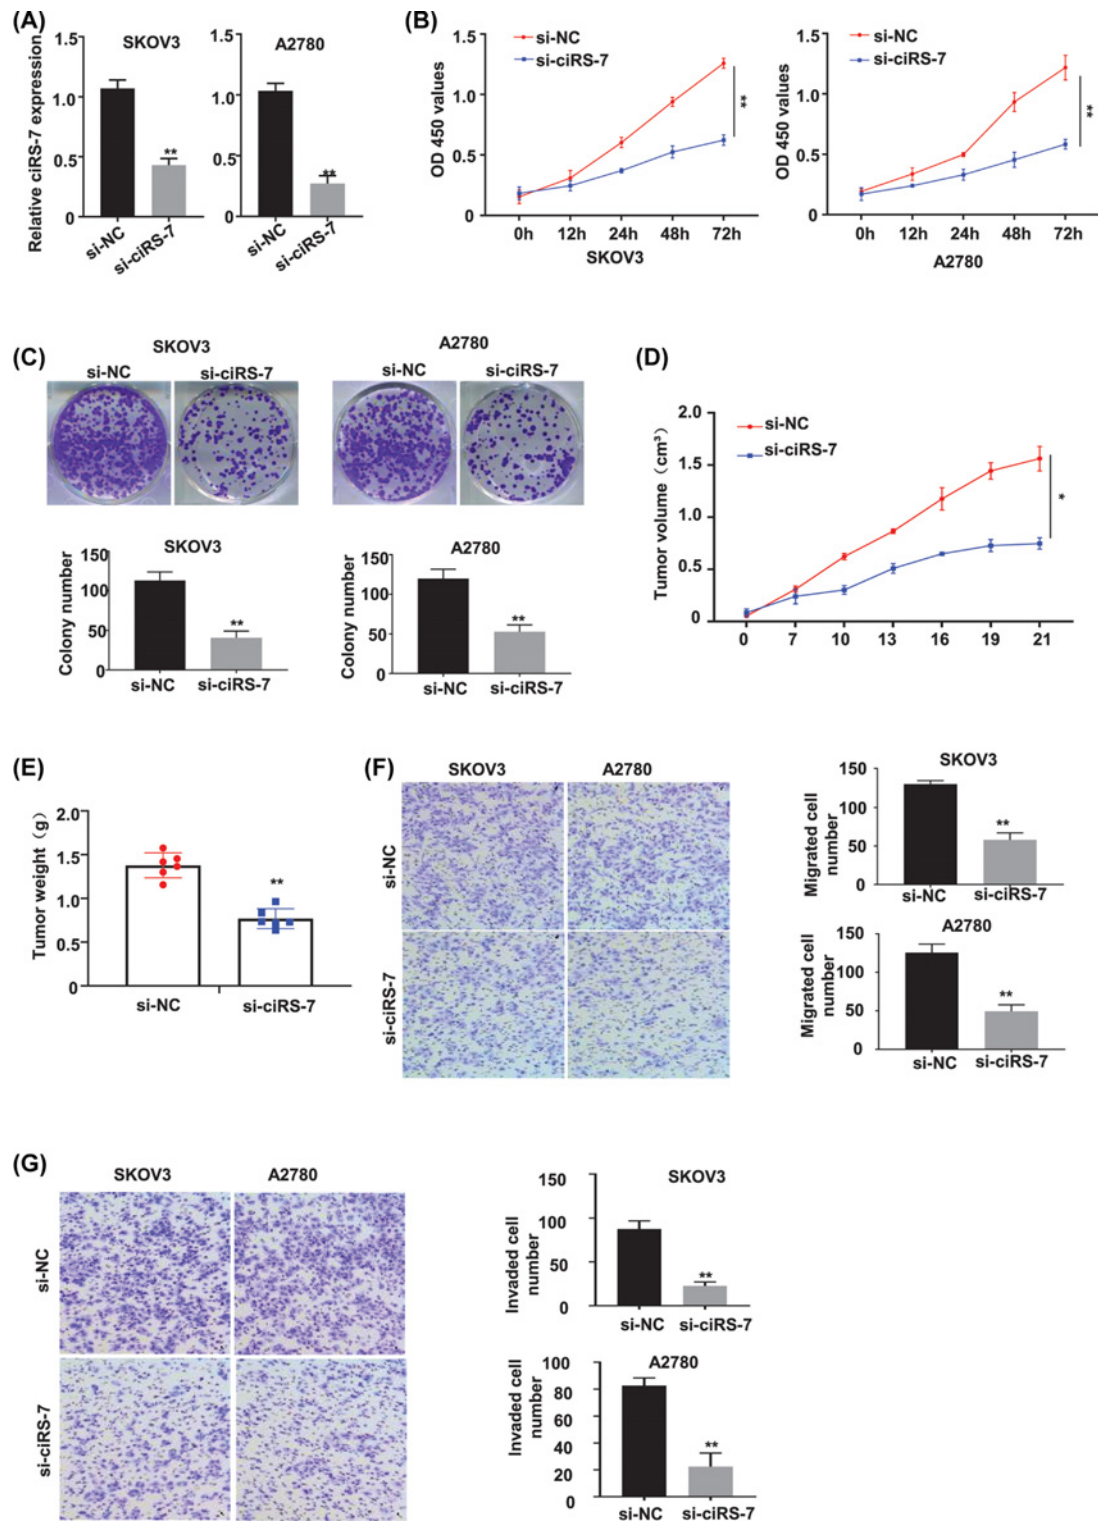 (A)
SKOV3
A2780
Relative ciRS-7 expression
1.5
1.0
0.5
0
**
si-NC
si-ciRS-7
1.5
1.0
0.5
0
**
si-NC
si-ciRS-7
(B)
si-NC
si-ciRS-7
OD 450 values
1.5
1.0
0.5
0
**
0h 12h 24h 48h 72h
SKOV3
si-NC
si-ciRS-7
OD 450 values
1.5
1.0
0.5
0
**
0h 12h 24h 48h 72h
A2780
(C)
SKOV3
si-NC si-ciRS-7
A2780
si-NC si-ciRS-7
SKOV3
Colony number
150
100
50
0
**
si-NC si-ciRS-7
A2780
Colony number
150
100
50
0
**
si-NC si-ciRS-7
(D)
si-NC
si-ciRS-7
Tumor volume (cm³)
2.0
1.5
1.0
0.5
0
*
0 7 10 13 16 19 21
(E)
Tumor weight (g)
2.0
1.5
1.0
0.5
0
**
si-NC si-ciRS-7
(F)
SKOV3 A2780
si-NC
si-ciRS-7
SKOV3
Migrated cell
number
150
100
50
0
**
si-NC si-ciRS-7
A2780
Migrated cell
number
150
100
50
0
**
si-NC si-ciRS-7
(G)
SKOV3 A2780
si-NC
si-ciRS-7
SKOV3
Invaded cell
number
150
100
50
0
**
si-NC si-ciRS-7
A2780
Invaded cell
number
100
80
60
40
20
0
**
si-NC si-ciRS-7